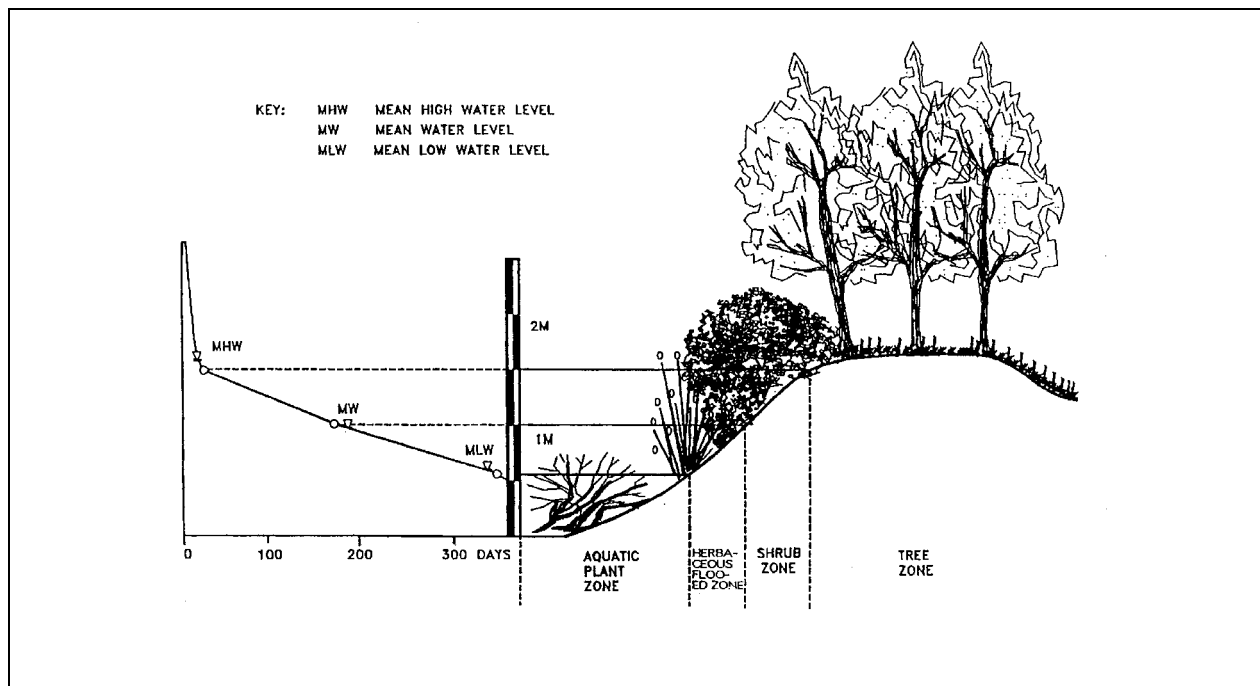 KEY: MHW MEAN HIGH WATER LEVEL
MW MEAN WATER LEVEL
MLW MEAN LOW WATER LEVEL
MHW
2M
MW
1M
MLW
0 100 200 300 DAYS
AQUATIC
PLANT
ZONE
HERBA-
CEOUS
FLOO-
ED ZONE
SHRUB
ZONE
TREE
ZONE